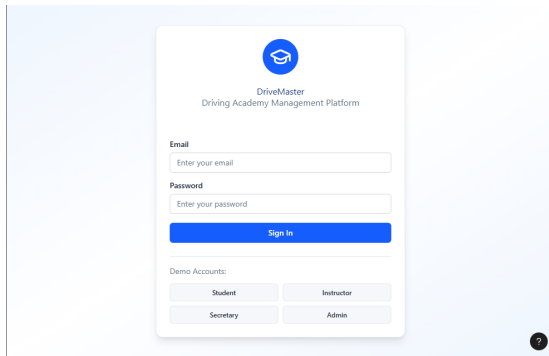 DriveMaster
Driving Academy Management Platform
Email
Enter your email
Password
Enter your password
Sign In
Demo Accounts:
Student Instructor
Secretary Admin
?